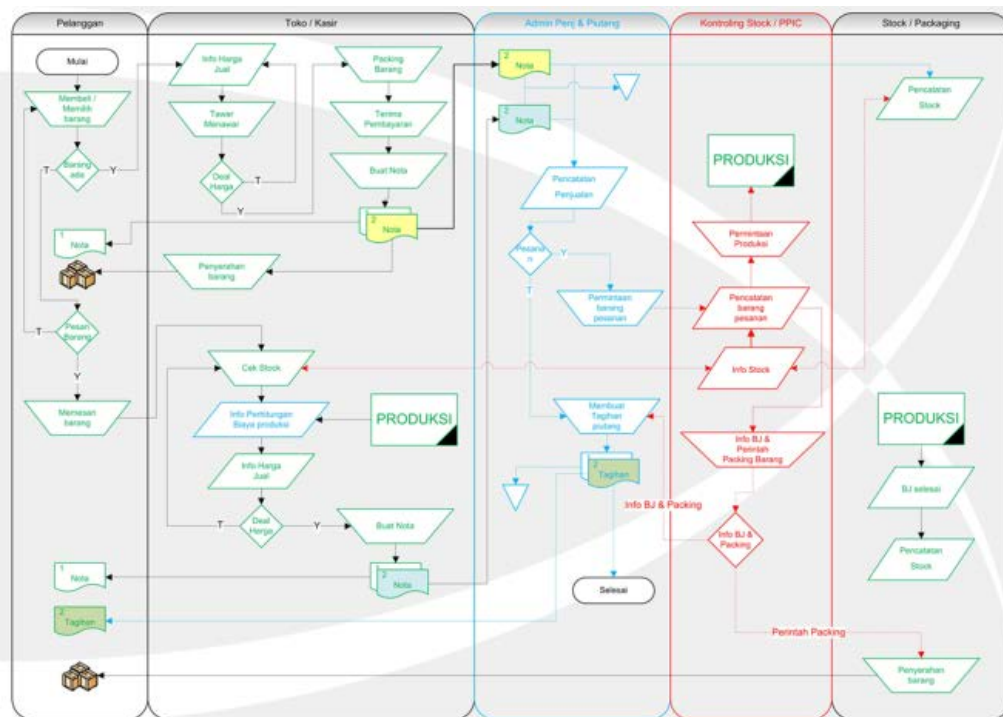 Pelanggan
Toko / Kasir
Admin Penj & Piutang
Kontroling Stock / PPIC
Stock / Packaging
Mulai
Membeli /
Memilih
barang
Barang
ada
T
Y
Info Harga
Jual
Tawar
Menawar
Deal
Harga
T
Y
Packing
Barang
Terima
Pembayaran
Buat Nota
2
Nota
1
Nota
Penyerahan
barang
Pesan
Barang
T
Y
Memesan
barang
Cek Stock
Info Perhitungan
Biaya produksi
PRODUKSI
Info Harga
Jual
Deal
Harga
T
Y
Buat Nota
2
Nota
1
Nota
2
Tagihan
2
Nota
2
Nota
Pencatatan
Penjualan
Pesana
n
Y
T
Permintaan
barang
pesanan
Membuat
Tagihan
piutang
2
Tagihan
Selesai
PRODUKSI
Permintaan
Produksi
Pencatatan
barang
pesanan
Info Stock
Info BJ &
Perintah
Packing Barang
Info BJ & Packing
Info BJ &
Packing
Perintah Packing
Pencatatan
Stock
PRODUKSI
BJ selesai
Pencatatan
Stock
Penyerahan
barang